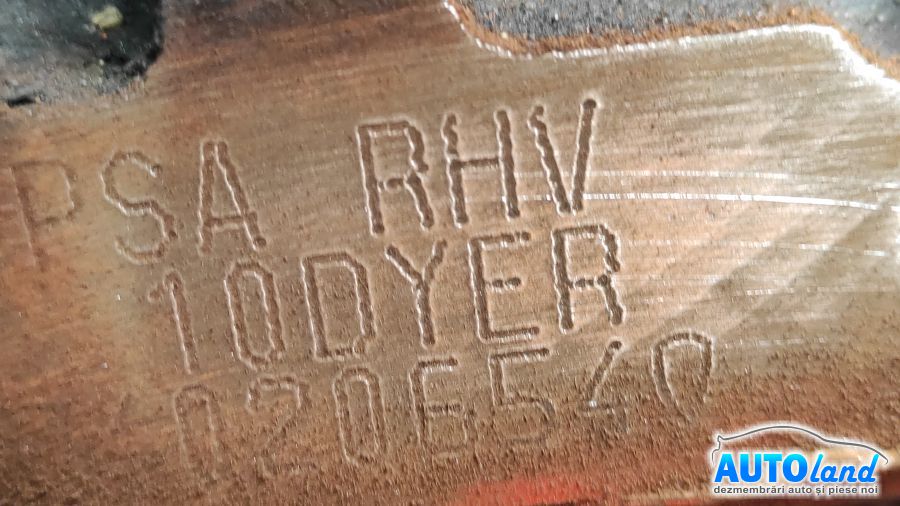 PSA RHV
10DYER
0206540
AUTOland
dezmembrări auto și piese noi